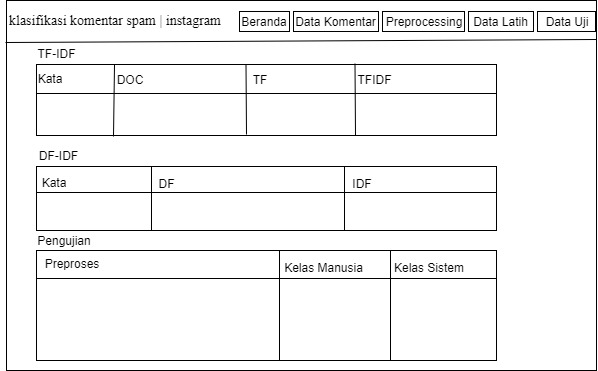 klasifikasi komentar spam | instagram Beranda Data Komentar Preprocessing Data Latih Data Uji
TF-IDF
Kata DOC TF TFIDF
DF-IDF
Kata DF IDF
Pengujian
Preproses Kelas Manusia Kelas Sistem